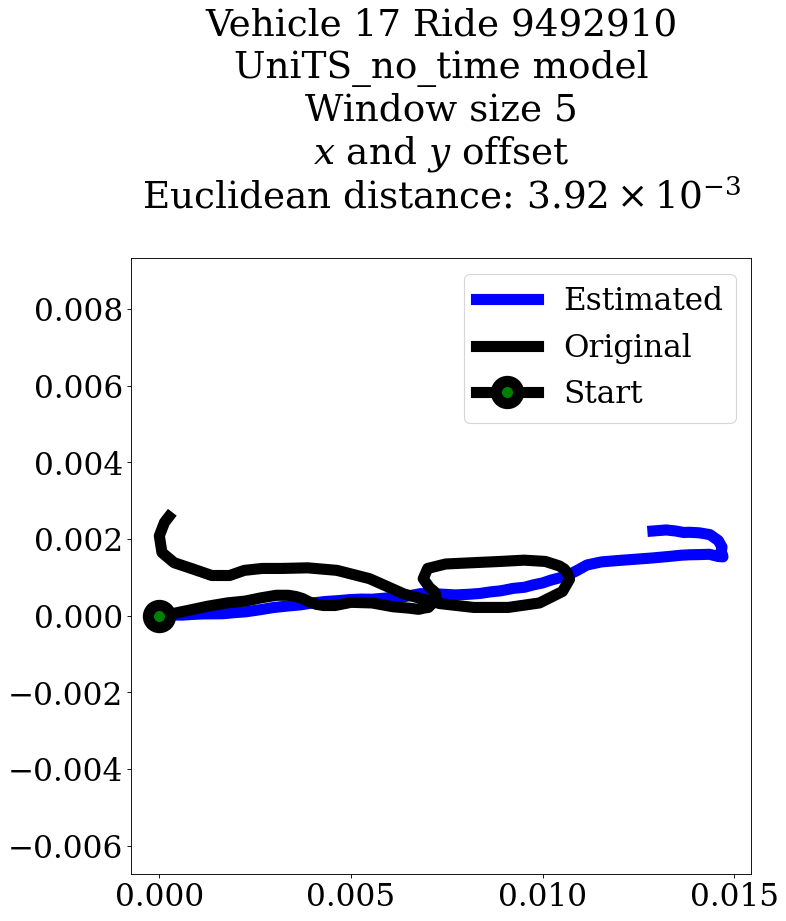 Vehicle 17 Ride 9492910
UniTS_no_time model
Window size 5
x and y offset
Euclidean distance: 3.92 × 10⁻³
Estimated
Original
Start
0.008
0.006
0.004
0.002
0.000
−0.002
−0.004
−0.006
0.000 0.005 0.010 0.015